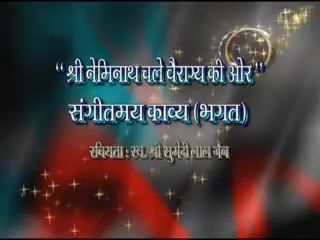 “श्री नेमिनाथ चले वैराग्य की ओर”
संगीतमय काव्य (भगत)
रचियता : स्व. श्री सुगंदी लाल जैन